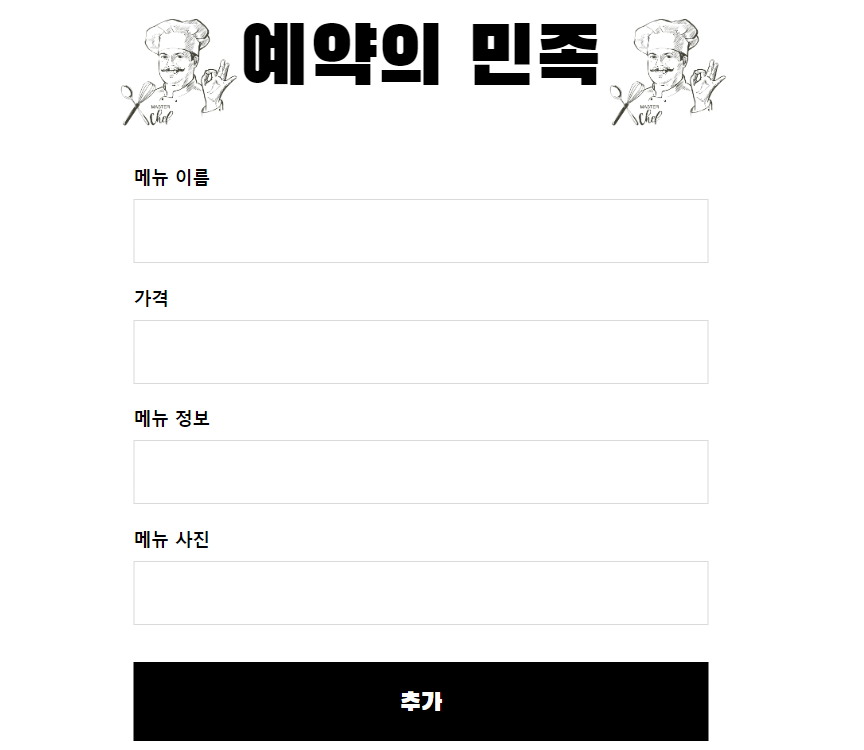 예약의 민족
MASTER
Chef
MASTER
Chef
메뉴 이름
가격
메뉴 정보
메뉴 사진
추가